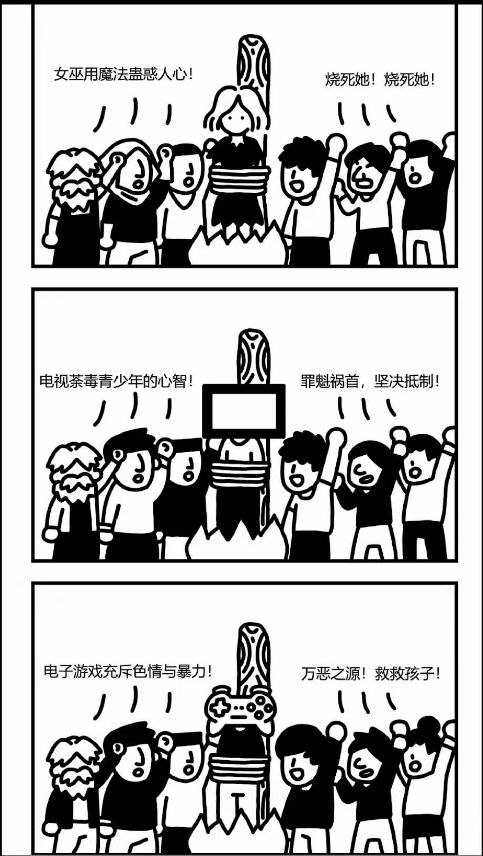 女巫用魔法蛊惑人心！
烧死她！烧死她！
电视荼毒青少年的心智！
罪魁祸首，坚决抵制！
电子游戏充斥色情与暴力！
万恶之源！救救孩子！